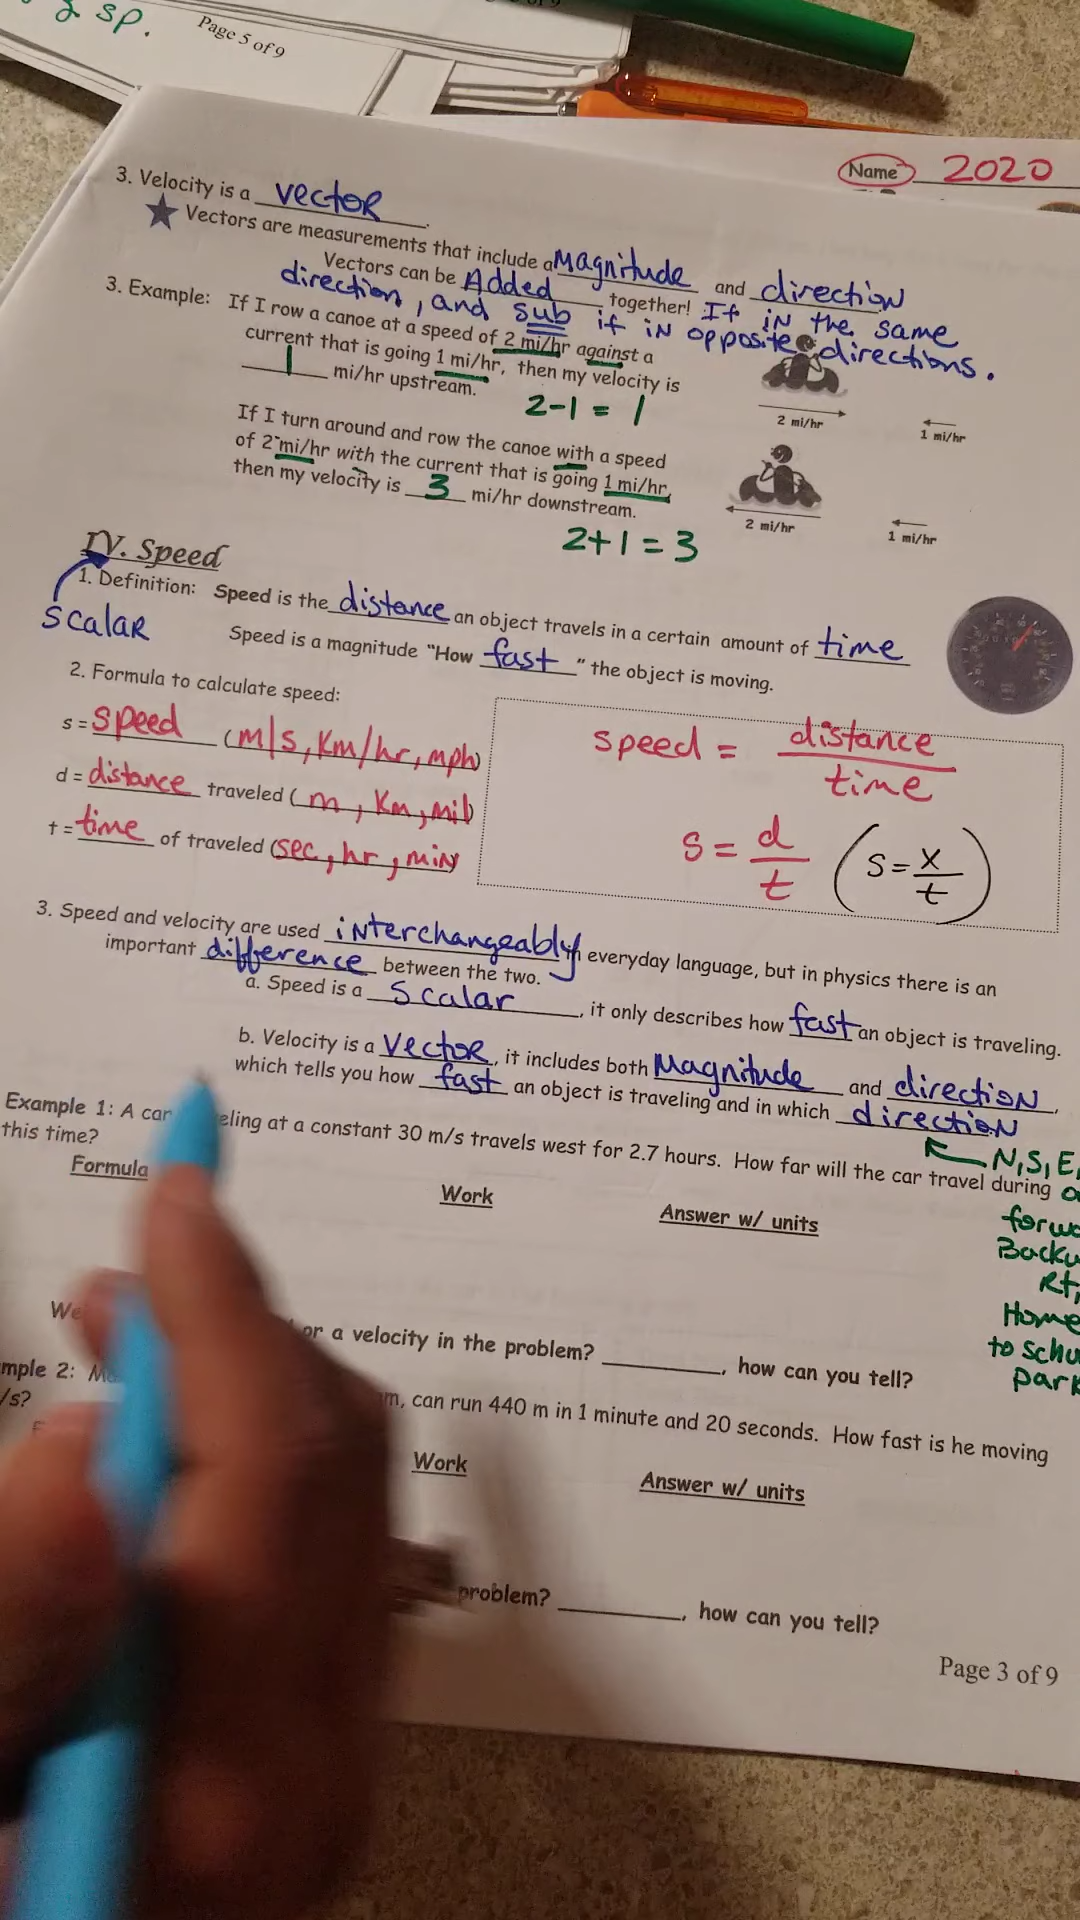 & sp.
Page 5 of 9
Name 2020
3. Velocity is a vector.
Vectors are measurements that include a Magnitude and direction
Vectors can be Added together! If in the same
direction, and sub if in opposite directions.
3. Example: If I row a canoe at a speed of 2 mi/hr against a
current that is going 1 mi/hr, then my velocity is
1 mi/hr upstream.
2-1 = 1
2 mi/hr
1 mi/hr
If I turn around and row the canoe with a speed
of 2 mi/hr with the current that is going 1 mi/hr,
then my velocity is 3 mi/hr downstream.
2+1=3
2 mi/hr
1 mi/hr
IV. Speed
1. Definition: Speed is the distance an object travels in a certain amount of time
Scalar
Speed is a magnitude "How fast" the object is moving.
2. Formula to calculate speed:
s = speed (m/s, Km/hr, mph)
d = distance traveled (m, Km, mil)
t = time of traveled (sec, hr, min)
speed = distance
time
s = d
t
(s = x
t)
3. Speed and velocity are used interchangeably everyday language, but in physics there is an
important difference between the two.
a. Speed is a Scalar, it only describes how fast an object is traveling.
b. Velocity is a Vector, it includes both Magnitude and direction,
which tells you how fast an object is traveling and in which direction
N, S, E,
Example 1: A car eling at a constant 30 m/s travels west for 2.7 hours. How far will the car travel during
this time?
Formula
Work
Answer w/ units
Home
to
or a velocity in the problem? ________, how can you tell?
mple 2: can run 440 m in 1 minute and 20 seconds. How fast is he moving
/s?
Work
Answer w/ units
problem? ________, how can you tell?
Page 3 of 9